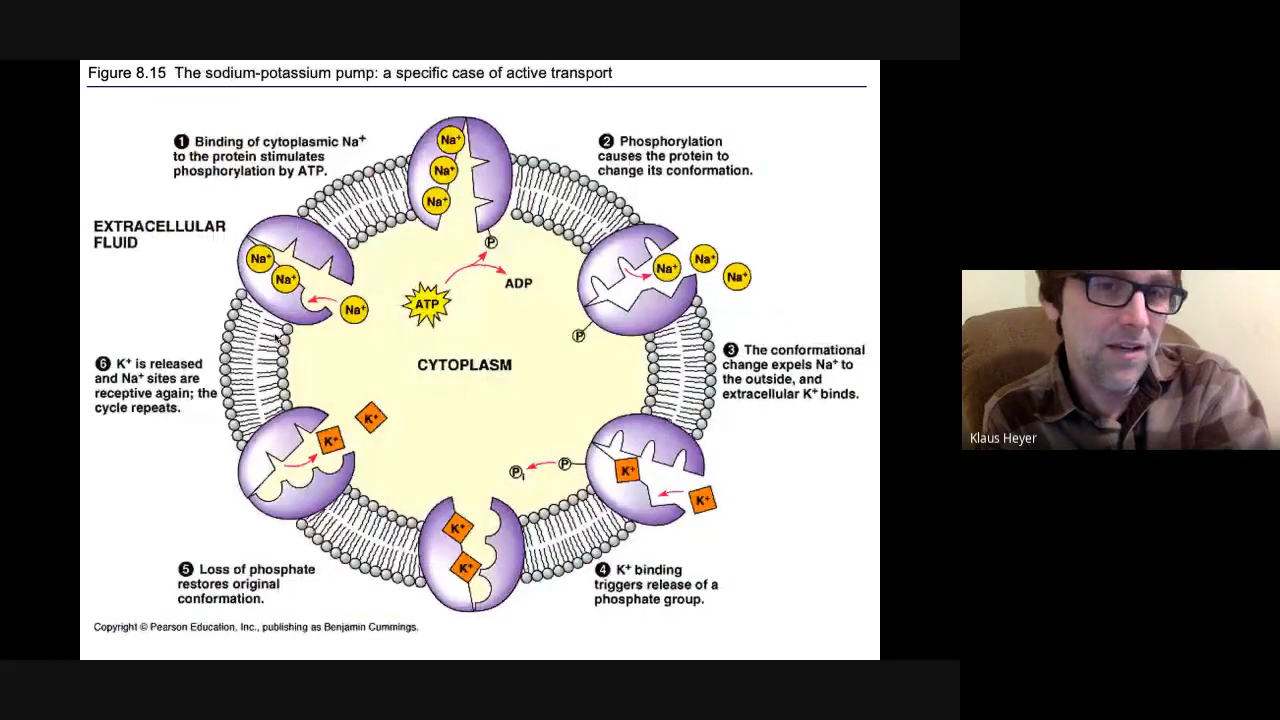 Figure 8.15 The sodium-potassium pump: a specific case of active transport
❶ Binding of cytoplasmic Na⁺
to the protein stimulates
phosphorylation by ATP.
Na⁺
Na⁺
Na⁺
❷ Phosphorylation
causes the protein to
change its conformation.
EXTRACELLULAR
FLUID
Na⁺
Na⁺
Na⁺
P
ATP
ADP
Na⁺
Na⁺
Na⁺
P
CYTOPLASM
❸ The conformational
change expels Na⁺ to
the outside, and
extracellular K⁺ binds.
❻ K⁺ is released
and Na⁺ sites are
receptive again; the
cycle repeats.
K⁺
K⁺
Pi
P
K⁺
K⁺
K⁺
K⁺
❺ Loss of phosphate
restores original
conformation.
❹ K⁺ binding
triggers release of a
phosphate group.
Copyright © Pearson Education, Inc., publishing as Benjamin Cummings.
Klaus Heyer